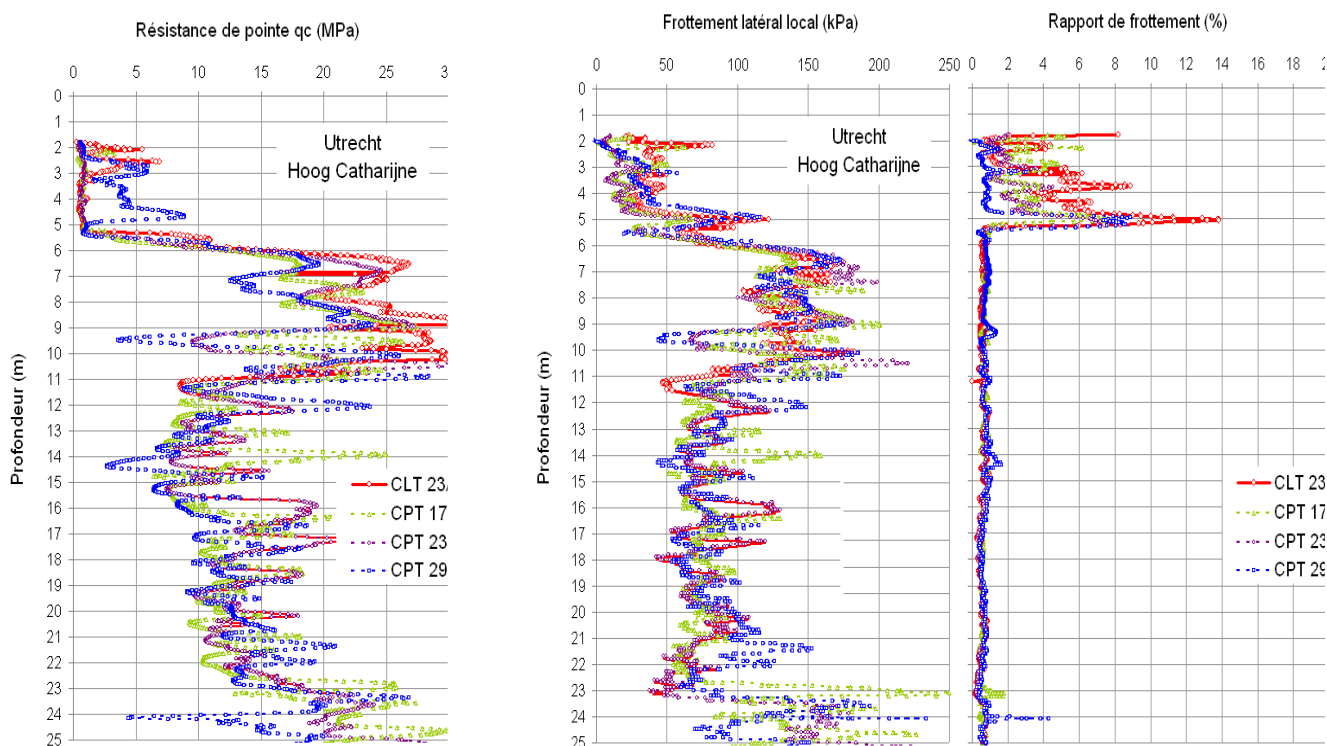 Résistance de pointe qc (MPa)
0 5 10 15 20 25 3
0
1
2
3
4
5
6
7
8
9
10
11
12
13
14
15
16
17
18
19
20
21
22
23
24
25
Profondeur (m)
Utrecht
Hoog Catharijne
CLT 23/
CPT 17
CPT 23
CPT 29
Frottement latéral local (kPa)
0 50 100 150 200 250
0
1
2
3
4
5
6
7
8
9
10
11
12
13
14
15
16
17
18
19
20
21
22
23
24
25
Profondeur (m)
Utrecht
Hoog Catharijne
Rapport de frottement (%)
0 2 4 6 8 10 12 14 16 18 2
CLT 23
CPT 17
CPT 23
CPT 29